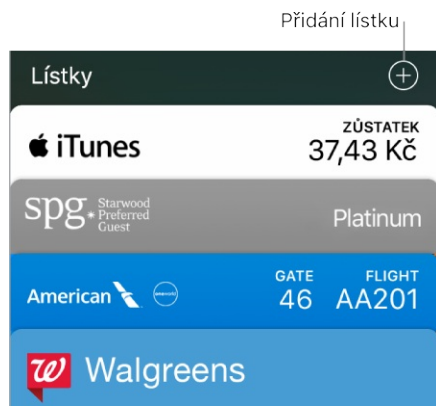 Přidání lístku
Lístky
iTunes
ZŮSTATEK
37,43 Kč
spg
Starwood
Preferred
Guest
Platinum
American
GATE
46
FLIGHT
AA201
W
Walgreens